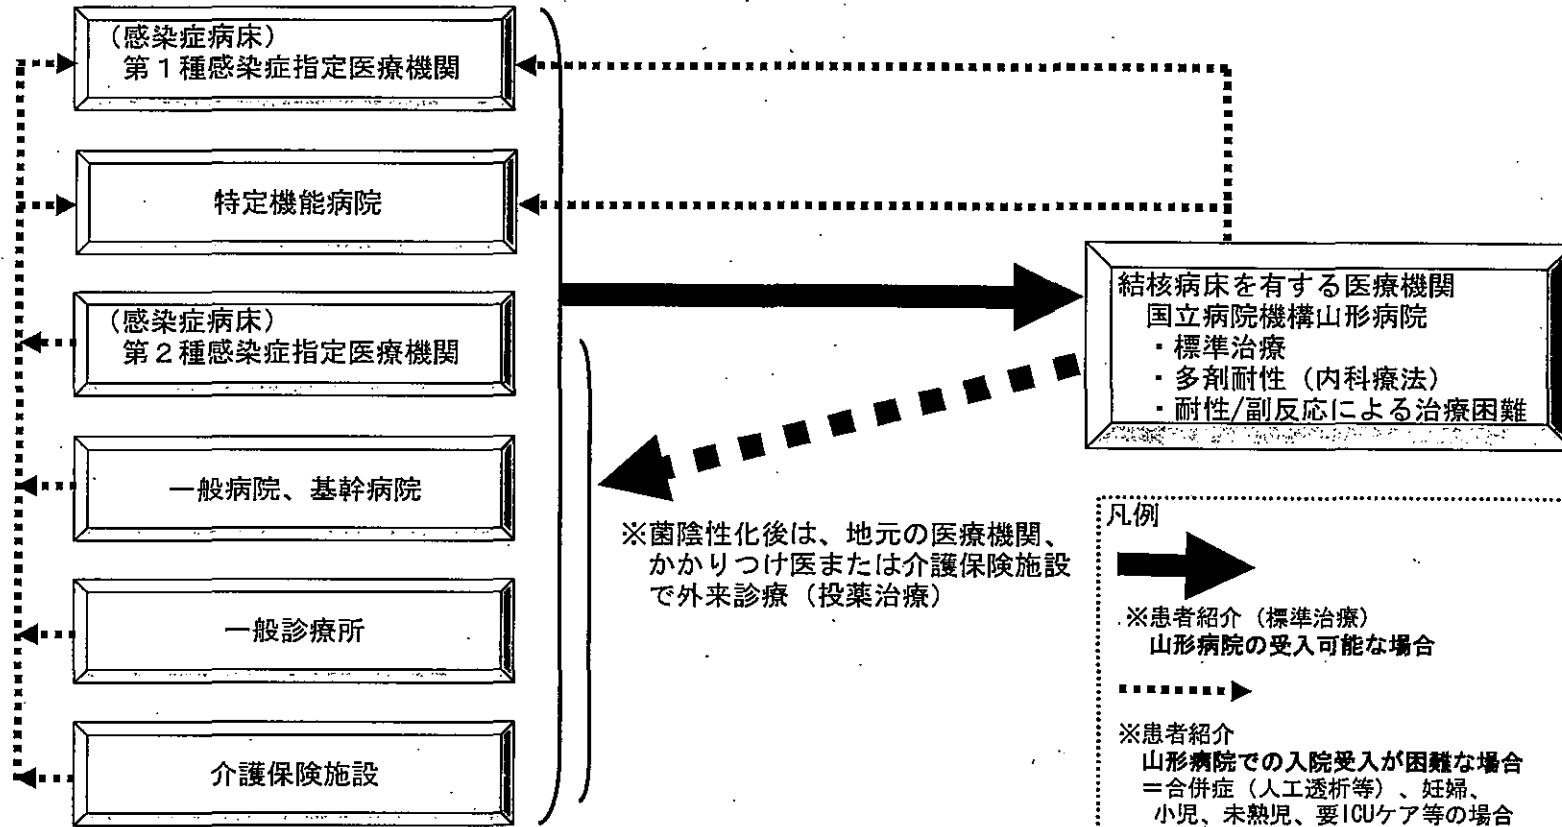 (感染症病床)
第1種感染症指定医療機関
特定機能病院
(感染症病床)
第2種感染症指定医療機関
一般病院、基幹病院
一般診療所
介護保険施設
※菌陰性化後は、地元の医療機関、
かかりつけ医または介護保険施設
で外来診療（投薬治療）
結核病床を有する医療機関
国立病院機構山形病院
・標準治療
・多剤耐性（内科療法）
・耐性/副反応による治療困難
凡例
※患者紹介（標準治療）
山形病院の受入可能な場合
※患者紹介
山形病院での入院受入が困難な場合
＝合併症（人工透析等）、妊婦、
小児、未熟児、要ICUケア等の場合